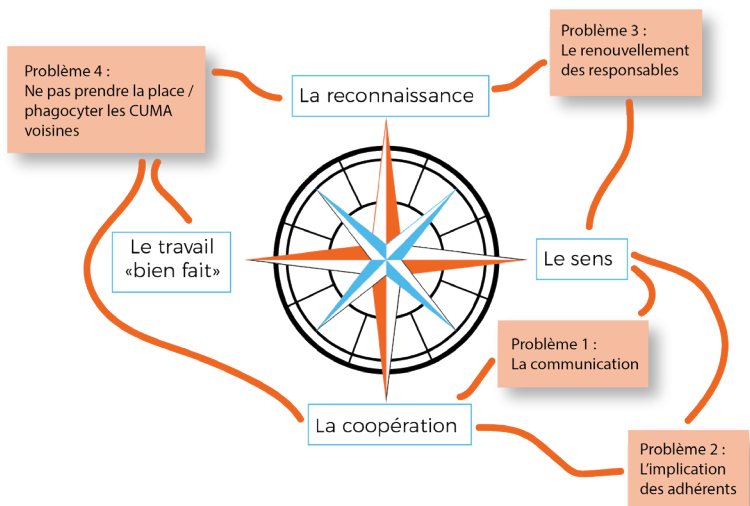 Problème 4 :
Ne pas prendre la place /
phagocyter les CUMA
voisines
La reconnaissance
Problème 3 :
Le renouvellement
des responsables
Le travail
«bien fait»
Le sens
Problème 1 :
La communication
La coopération
Problème 2 :
L'implication
des adhérents